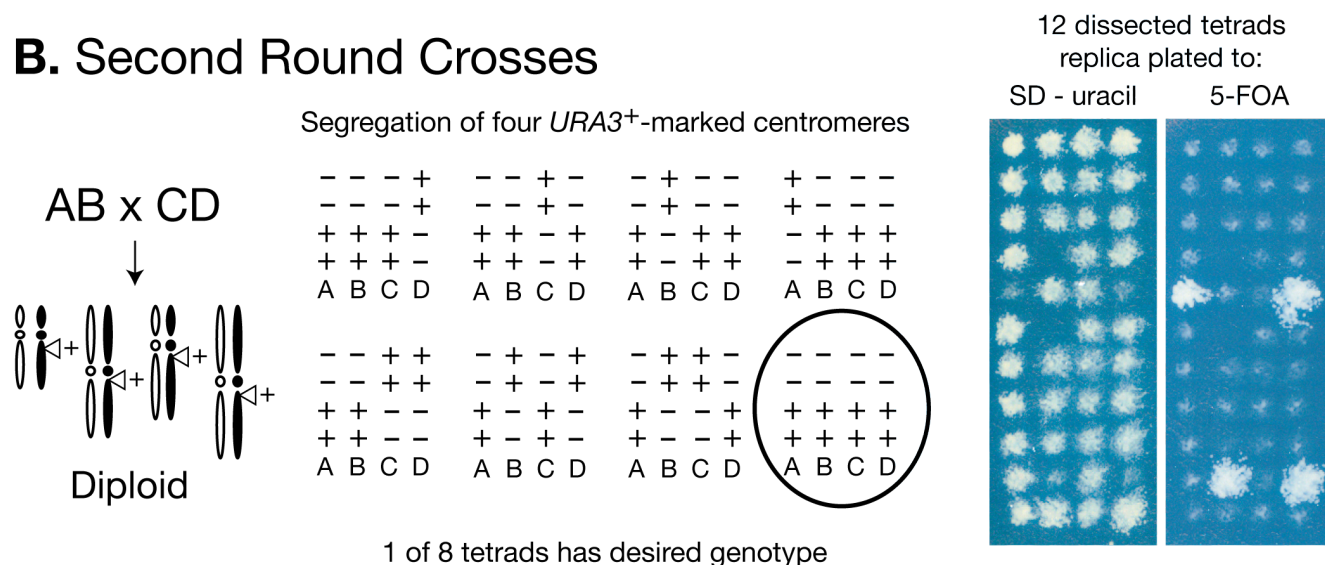 B. Second Round Crosses
12 dissected tetrads
replica plated to:
SD - uracil 5-FOA
Segregation of four URA3+-marked centromeres
AB x CD
− − − +
− − − +
+ + + −
+ + + −
A B C D
− − + −
− − + −
+ + − +
+ + − +
A B C D
− + − −
− + − −
+ − + +
+ − + +
A B C D
+ − − −
+ − − −
− + + +
− + + +
A B C D
+
+
+
+
Diploid
− − + +
− − + +
+ + − −
+ + − −
A B C D
− + − +
− + − +
+ − + −
+ − + −
A B C D
− + + −
− + + −
+ − − +
+ − − +
A B C D
− − − −
− − − −
+ + + +
+ + + +
A B C D
1 of 8 tetrads has desired genotype